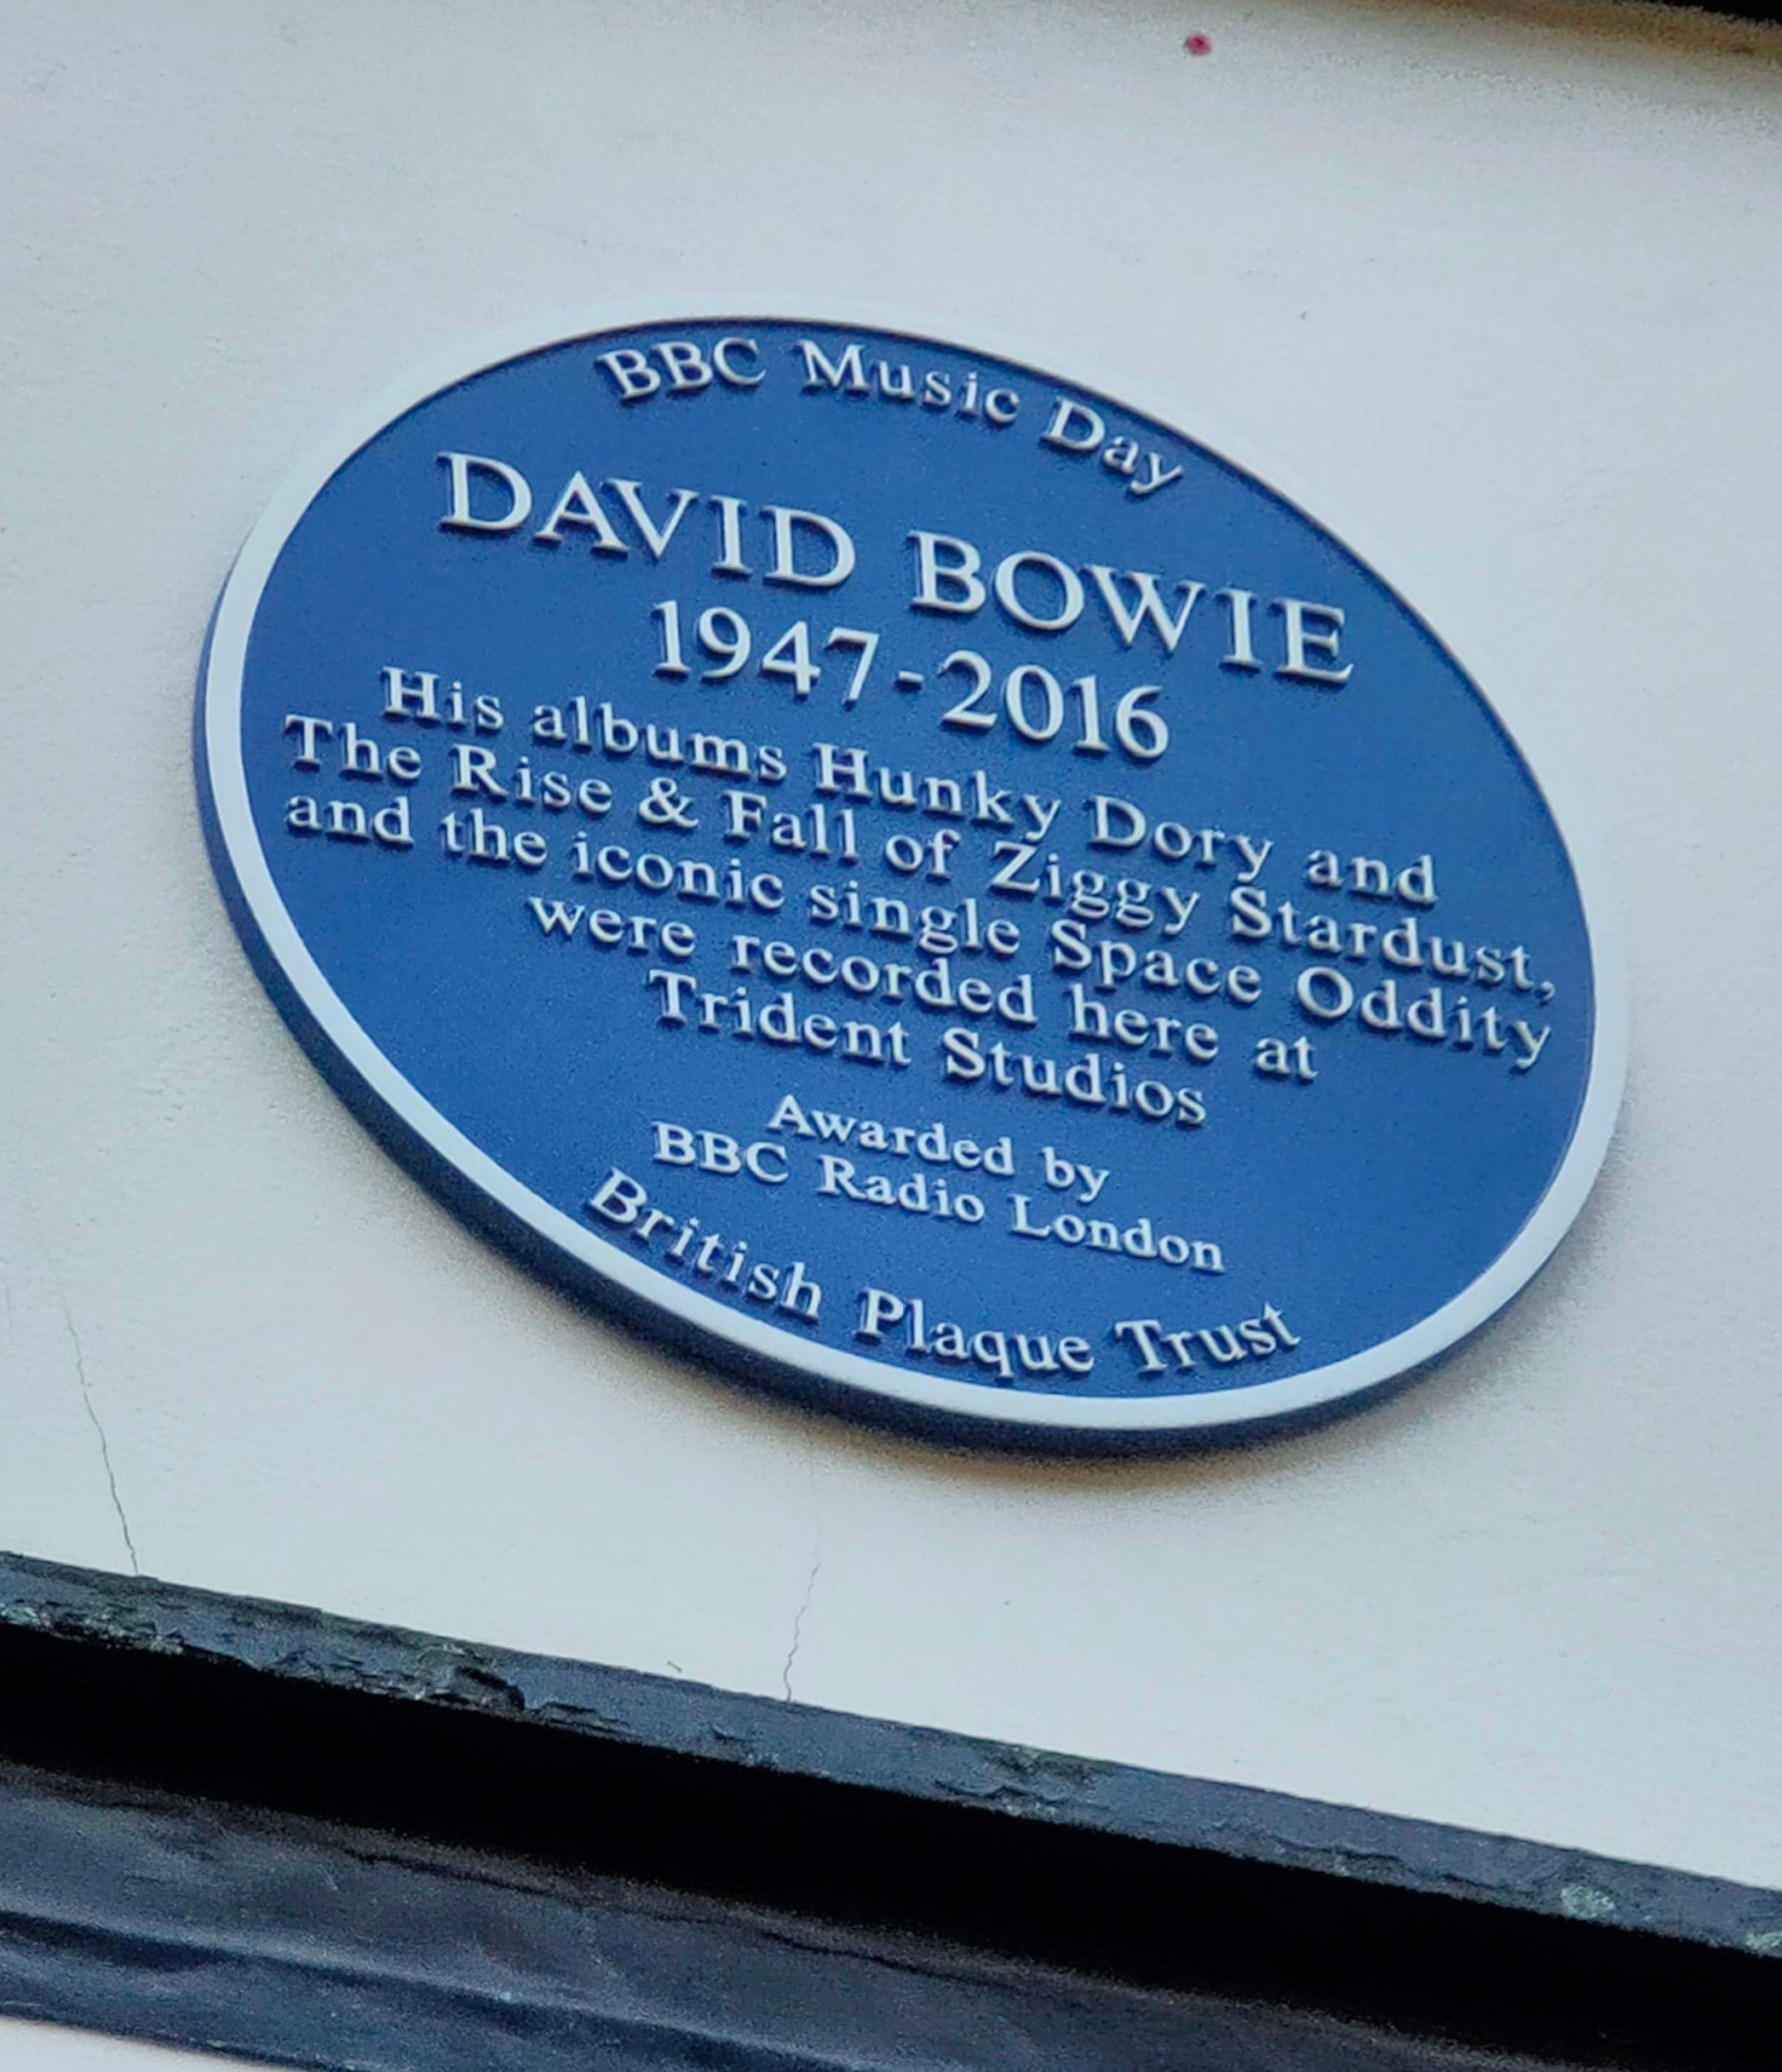 BBC Music Day
DAVID BOWIE
1947-2016
His albums Hunky Dory and
The Rise & Fall of Ziggy Stardust,
and the iconic single Space Oddity
were recorded here at
Trident Studios
Awarded by
BBC Radio London
British Plaque Trust